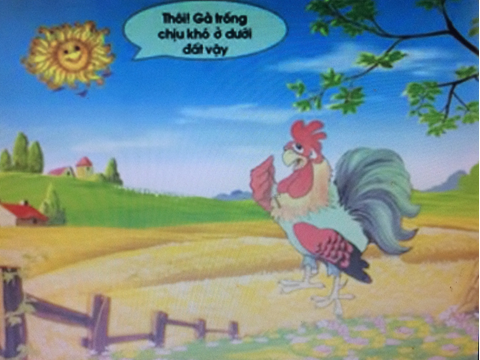 Thôi! Gà trống
chịu khó ở dưới
đất vậy